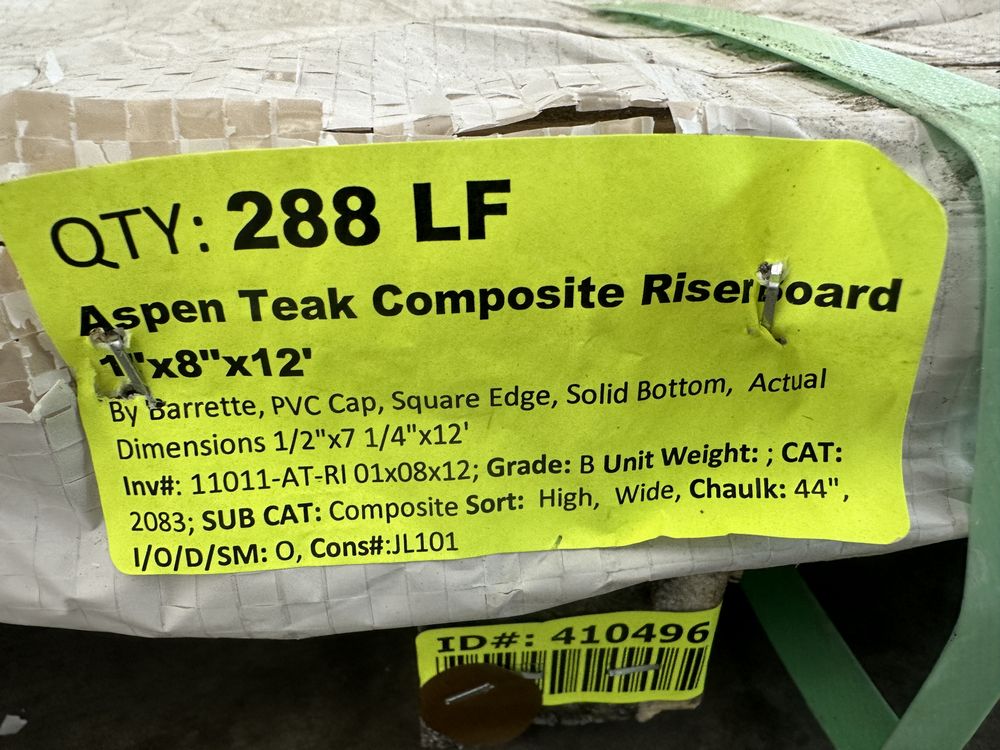 QTY: 288 LF
Aspen Teak Composite Riserboard
1"x8"x12'
By Barrette, PVC Cap, Square Edge, Solid Bottom, Actual
Dimensions 1/2"x7 1/4"x12'
Inv#: 11011-AT-RI 01x08x12; Grade: B Unit Weight: ; CAT:
2083; SUB CAT: Composite Sort: High, Wide, Chaulk: 44",
I/O/D/SM: O, Cons#:JL101
ID#: 410496